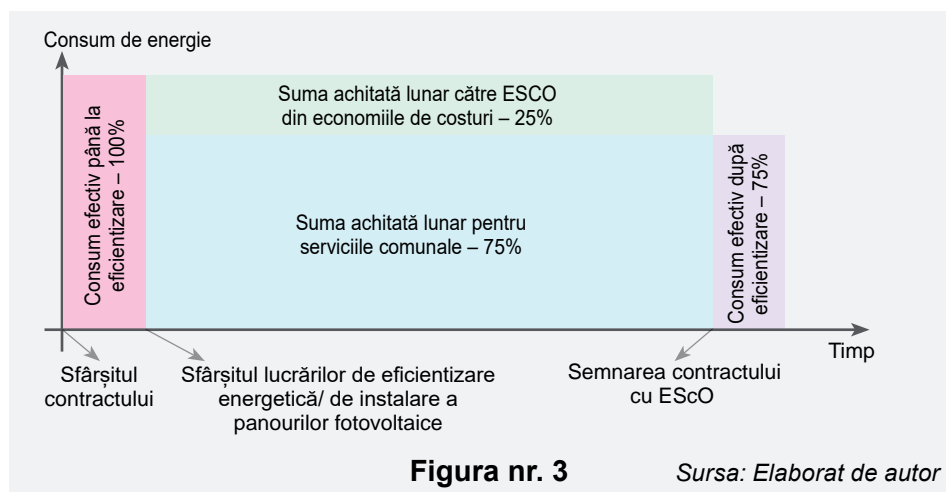 Consum de energie
Consum efectiv până la
eficientizare – 100%
Suma achitată lunar către ESCO
din economiile de costuri – 25%
Suma achitată lunar pentru
serviciile comunale – 75%
Consum efectiv după
eficientizare – 75%
Timp
Sfârșitul
contractului
Sfârșitul lucrărilor de eficientizare
energetică/ de instalare a
panourilor fotovoltaice
Semnarea contractului
cu EScO
Figura nr. 3
Sursa: Elaborat de autor